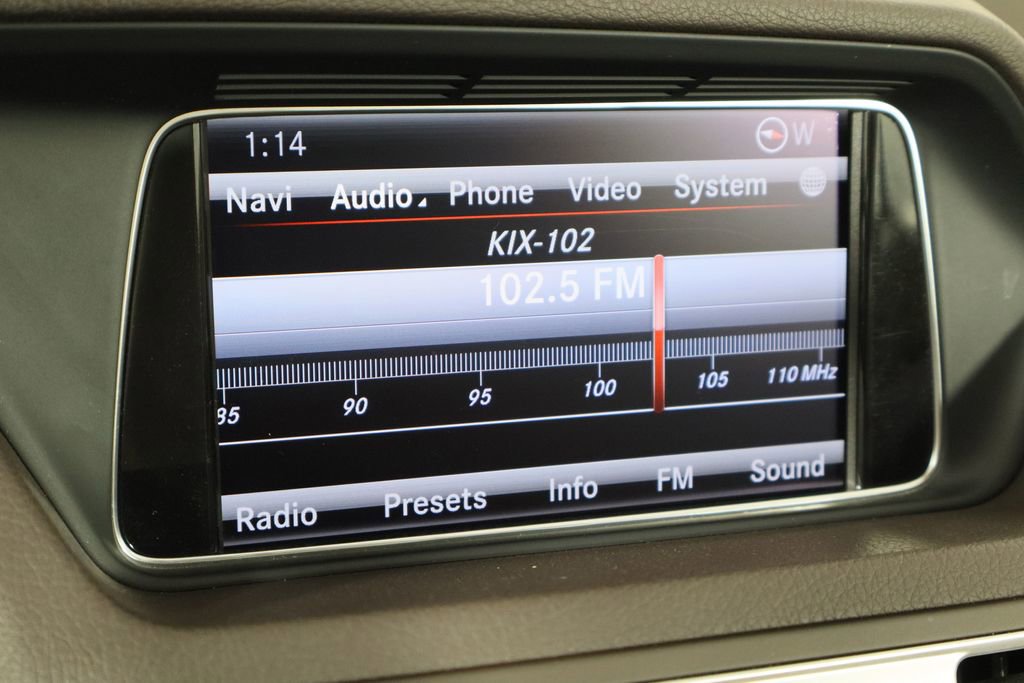 1:14 W
Navi Audio Phone Video System
KIX-102
102.5 FM
85 90 95 100 105 110 MHz
Radio Presets Info FM Sound